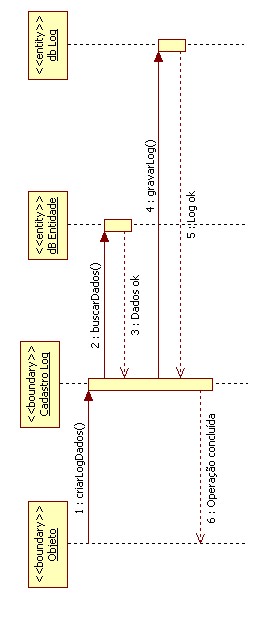 <<boundary>>
Objeto
<<boundary>>
Cadastro Log
<<entity>>
dB Entidade
<<entity>>
db Log
1 : criarLogDados()
2 : buscarDados()
3 : Dados ok
4 : gravarLog()
5 : Log ok
6 : Operação concluída